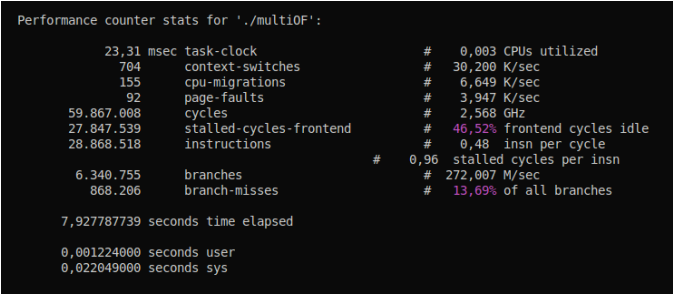 Performance counter stats for './multiOF':
23,31 msec task-clock # 0,003 CPUs utilized
704 context-switches # 30,200 K/sec
155 cpu-migrations # 6,649 K/sec
92 page-faults # 3,947 K/sec
59.867.008 cycles # 2,568 GHz
27.847.539 stalled-cycles-frontend # 46,52% frontend cycles idle
28.868.518 instructions # 0,48 insn per cycle
# 0,96 stalled cycles per insn
6.340.755 branches # 272,007 M/sec
868.206 branch-misses # 13,69% of all branches
7,927787739 seconds time elapsed
0,001224000 seconds user
0,022049000 seconds sys